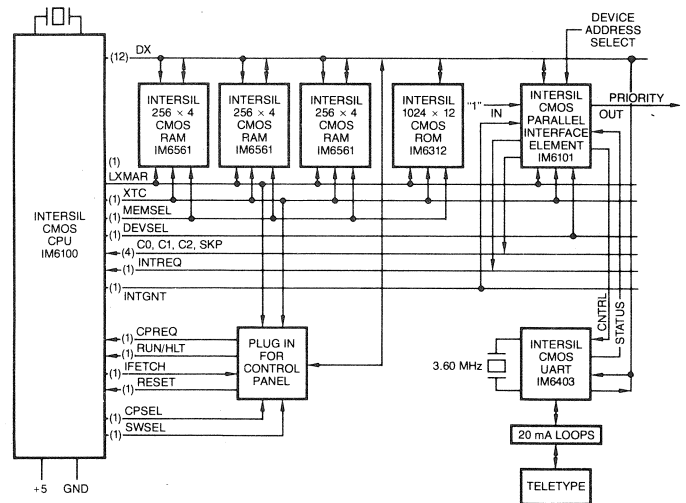 DEVICE
ADDRESS
SELECT
(12) DX
INTERSIL
256 × 4
CMOS
RAM
IM6561
INTERSIL
256 × 4
CMOS
RAM
IM6561
INTERSIL
256 × 4
CMOS
RAM
IM6561
INTERSIL
1024 × 12
CMOS
ROM
IM6312
"1"
IN
INTERSIL
CMOS
PARALLEL
INTERFACE
ELEMENT
IM6101
PRIORITY
OUT
INTERSIL
CMOS
CPU
IM6100
(1)
LXMAR
(1) XTC
(1) MEMSEL
(1) DEVSEL
(4) C0, C1, C2, SKP
(1) INTREQ
(1)
INTGNT
(1) CPREQ
(1) RUN/HLT
(1) IFETCH
(1) RESET
(1) CPSEL
(1) SWSEL
PLUG IN
FOR
CONTROL
PANEL
CNTRL
STATUS
3.60 MHz
INTERSIL
CMOS
UART
IM6403
20 mA LOOPS
TELETYPE
+5 GND